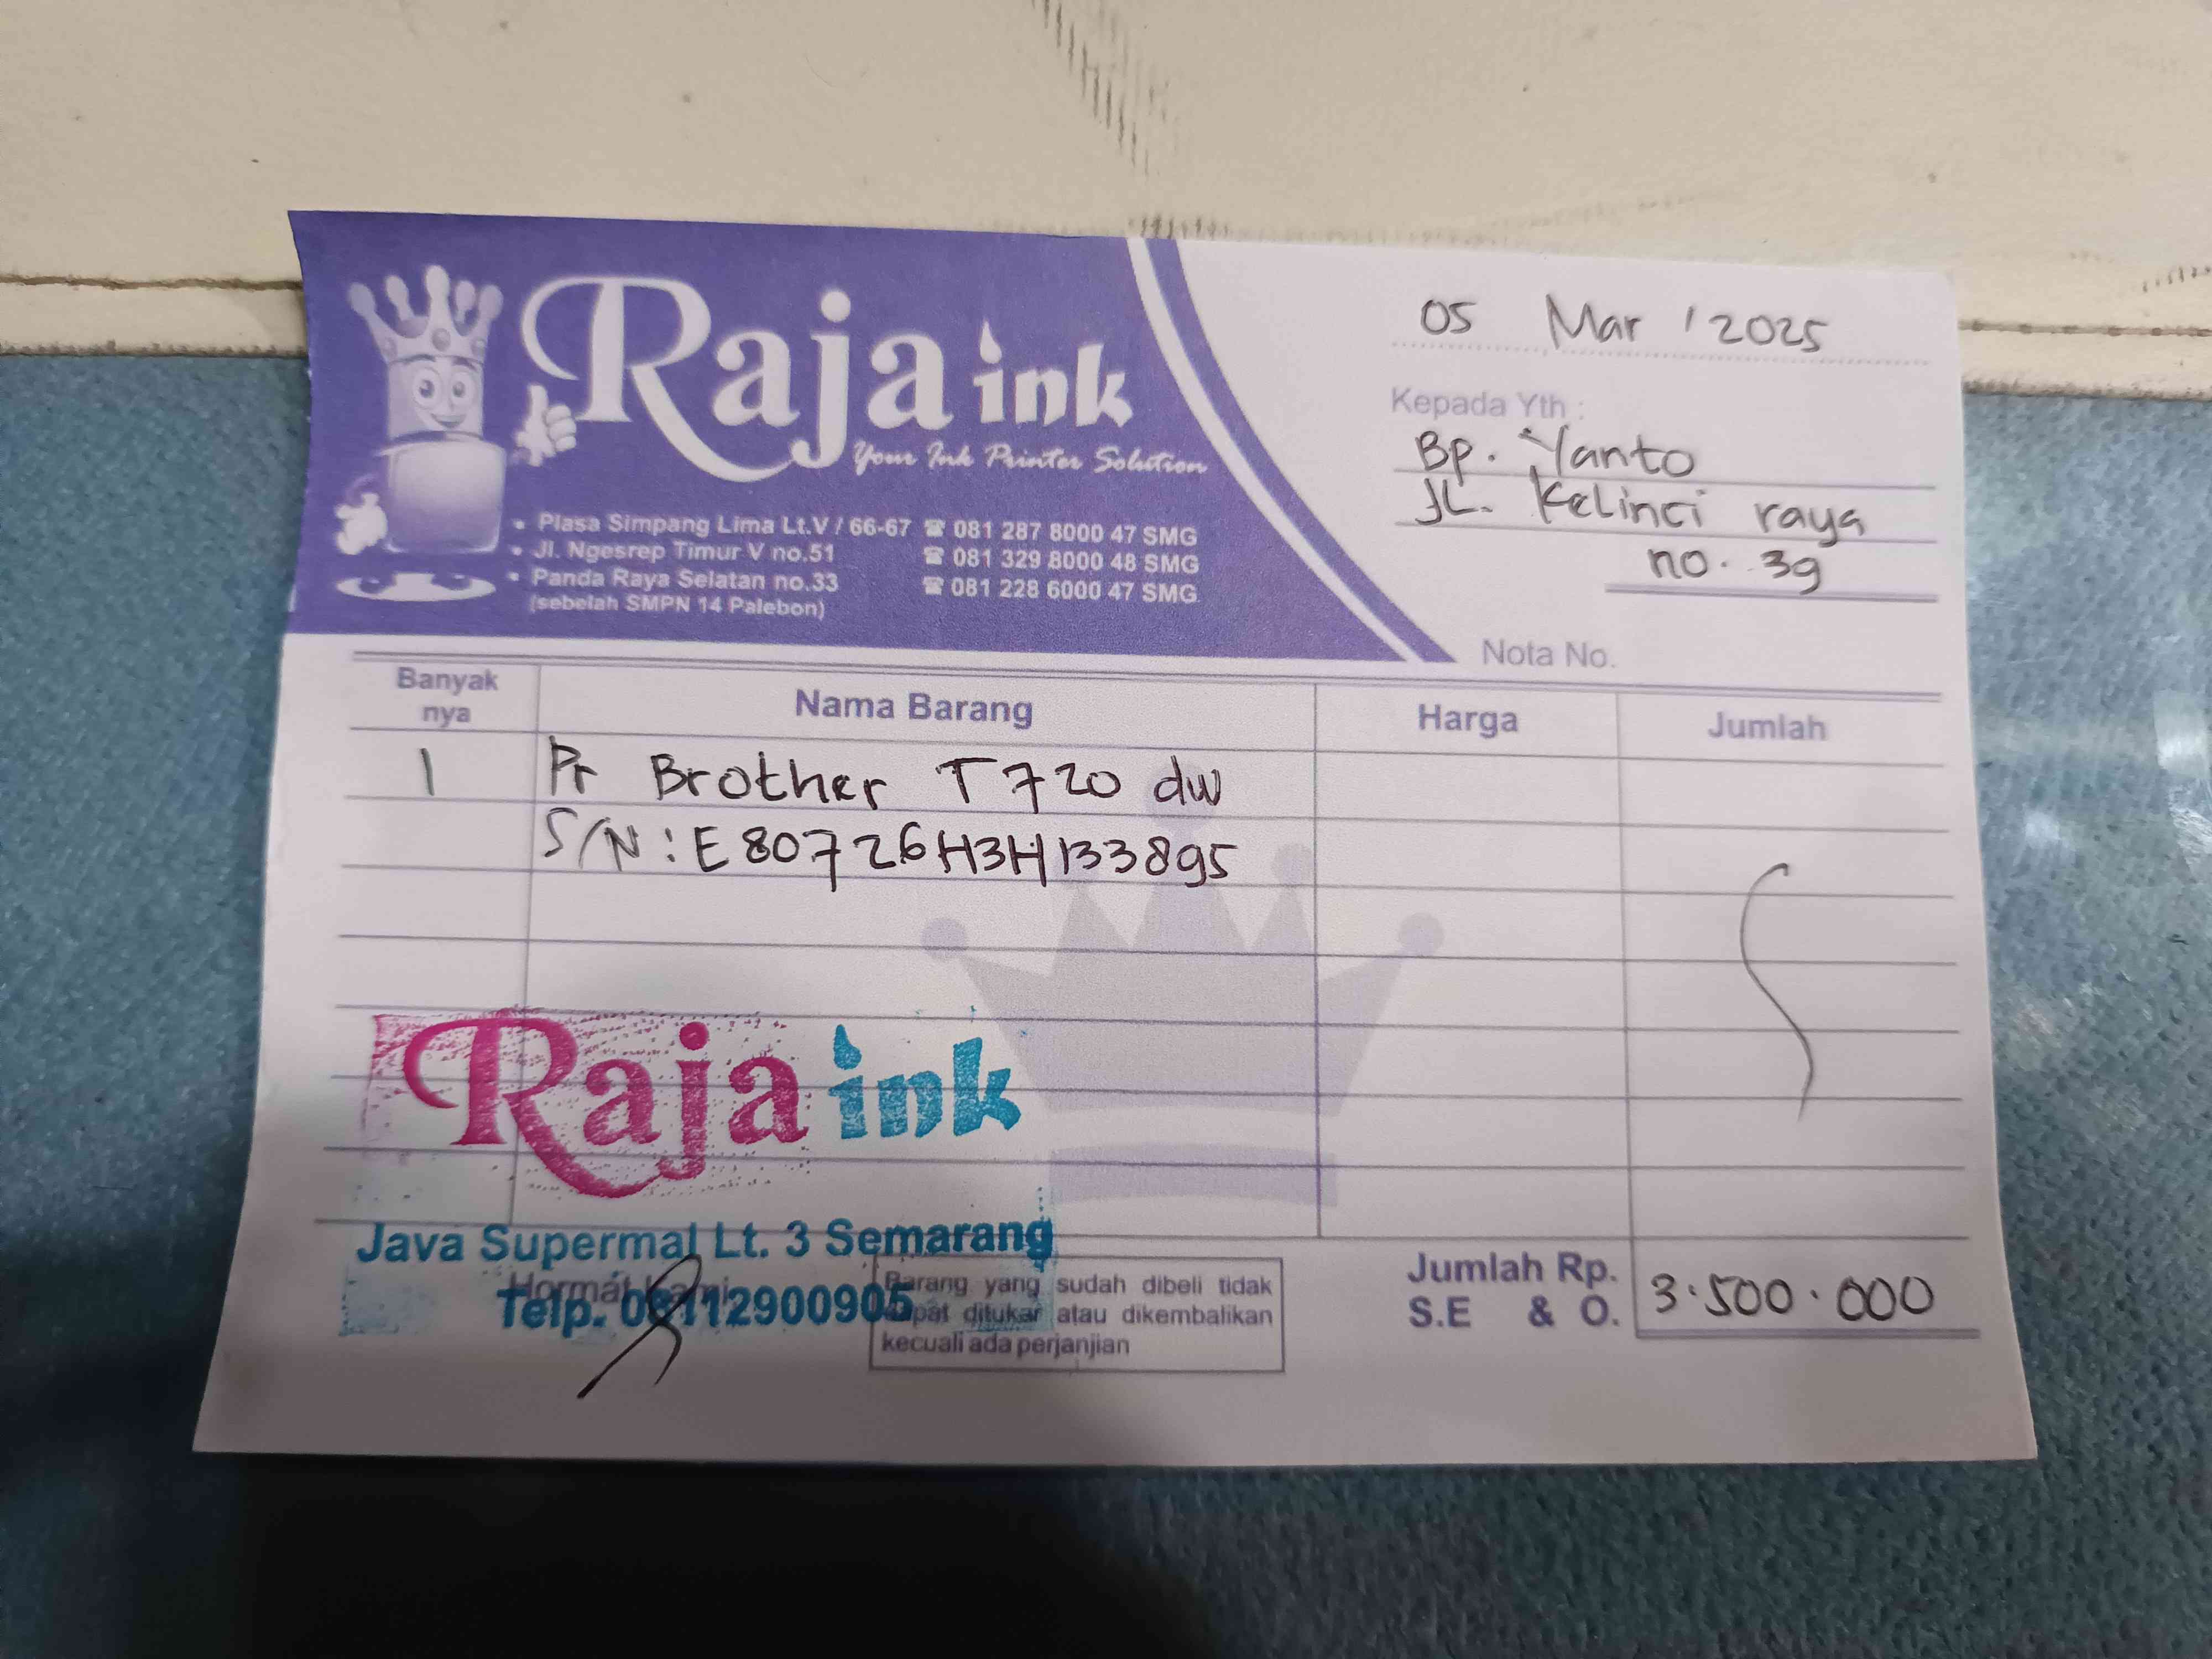 Raja ink
Your Ink Printer Solution
• Plasa Simpang Lima Lt.V / 66-67 ☎ 081 287 8000 47 SMG
• Jl. Ngesrep Timur V no.51 ☎ 081 329 8000 48 SMG
• Panda Raya Selatan no.33 ☎ 081 228 6000 47 SMG
(sebelah SMPN 14 Palebon)
05 Mar '2025
Kepada Yth :
Bp. Yanto
JL. Kelinci raya
no. 39
Nota No.
Banyak nya Nama Barang Harga Jumlah
1 Pr Brother T720 dw
S/N : E80726H3H133895
Raja ink
Java Supermal Lt. 3 Semarang
Hormat kami
Telp. 08112900905
Barang yang sudah dibeli tidak
dapat ditukar atau dikembalikan
kecuali ada perjanjian
Jumlah Rp. 3.500.000
S.E & O.